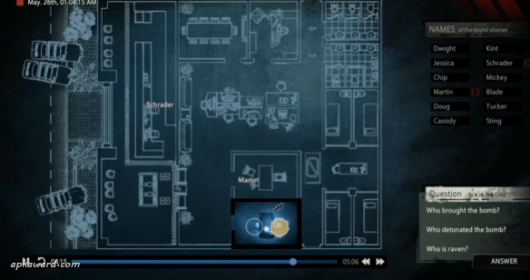 May. 26th, 01:04:15 AM
NAMES of the sound sources
Dwight Kint
Jessica Schrader
Chip Mickey
Martin Blade
Doug Tucker
Cassidy Sting
Schrader
Martin
Question
Who brought the bomb?
Who detonated the bomb?
Who is raven?
ANSWER
05:06
apkaward.com